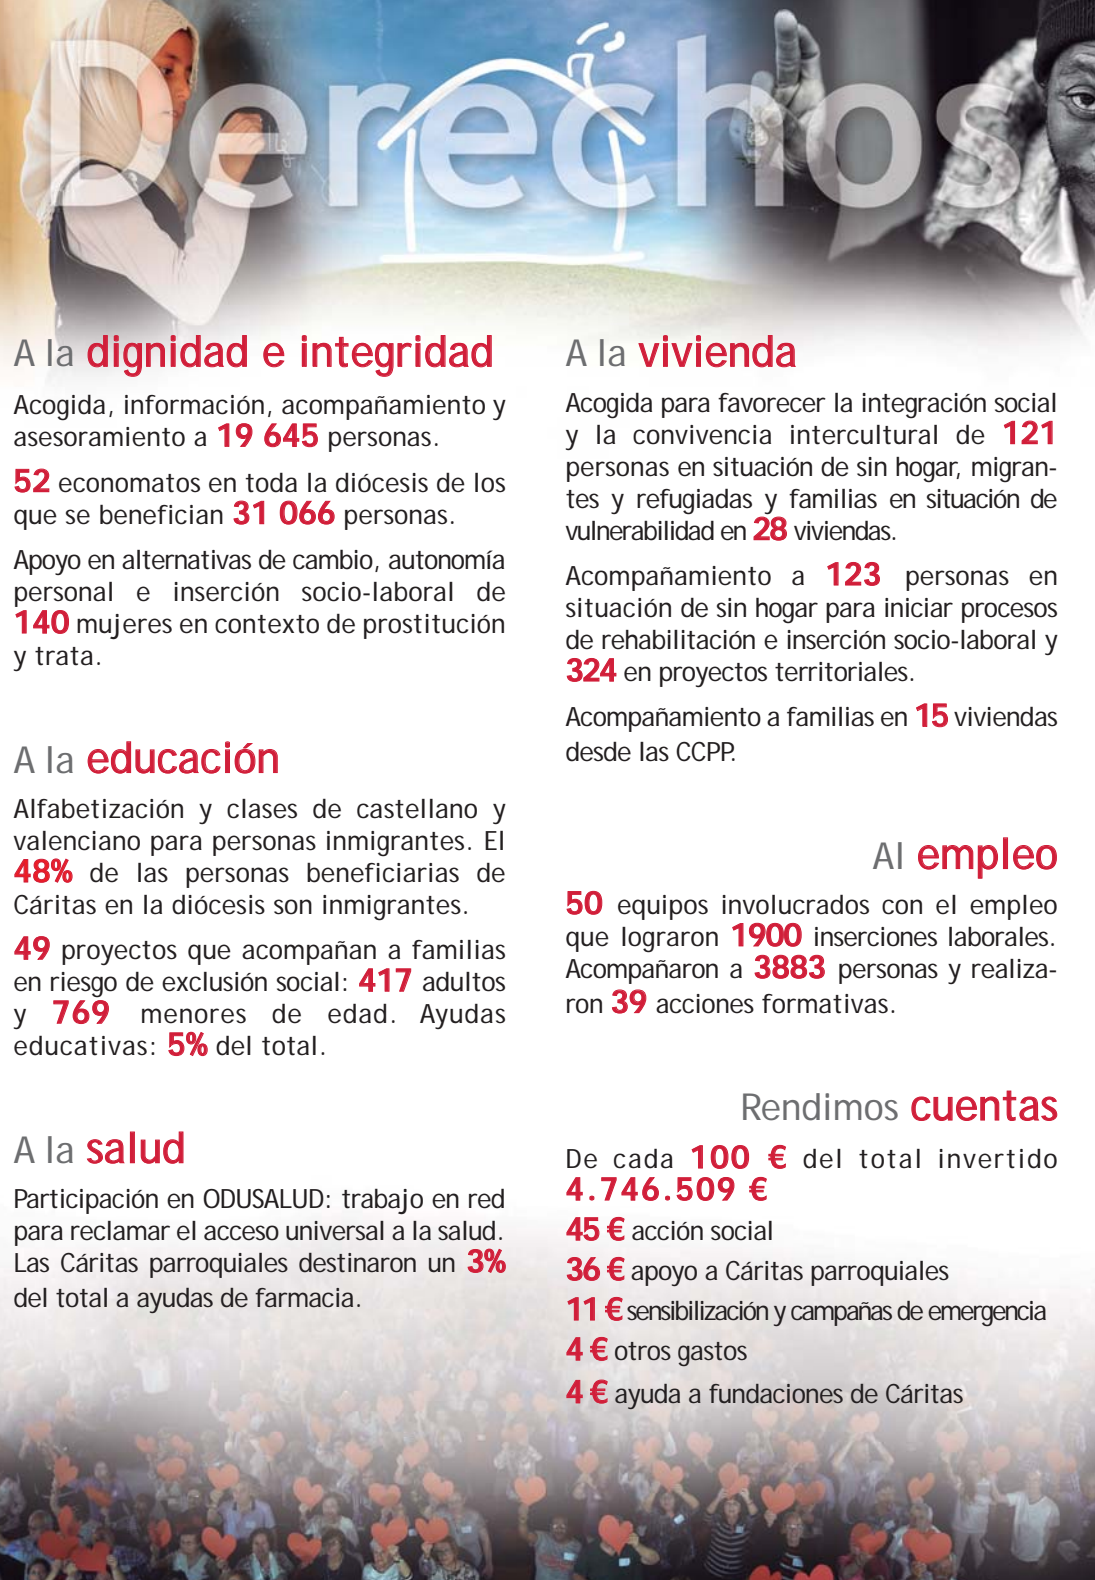 Derechos
A la dignidad e integridad
Acogida, información, acompañamiento y
asesoramiento a 19 645 personas.
52 economatos en toda la diócesis de los
que se benefician 31 066 personas.
Apoyo en alternativas de cambio, autonomía
personal e inserción socio-laboral de
140 mujeres en contexto de prostitución
y trata.
A la educación
Alfabetización y clases de castellano y
valenciano para personas inmigrantes. El
48% de las personas beneficiarias de
Cáritas en la diócesis son inmigrantes.
49 proyectos que acompañan a familias
en riesgo de exclusión social: 417 adultos
y 769 menores de edad. Ayudas
educativas: 5% del total.
A la salud
Participación en ODUSALUD: trabajo en red
para reclamar el acceso universal a la salud.
Las Cáritas parroquiales destinaron un 3%
del total a ayudas de farmacia.
A la vivienda
Acogida para favorecer la integración social
y la convivencia intercultural de 121
personas en situación de sin hogar, migran-
tes y refugiadas y familias en situación de
vulnerabilidad en 28 viviendas.
Acompañamiento a 123 personas en
situación de sin hogar para iniciar procesos
de rehabilitación e inserción socio-laboral y
324 en proyectos territoriales.
Acompañamiento a familias en 15 viviendas
desde las CCPP.
Al empleo
50 equipos involucrados con el empleo
que lograron 1900 inserciones laborales.
Acompañaron a 3883 personas y realiza-
ron 39 acciones formativas.
Rendimos cuentas
De cada 100 € del total invertido
4.746.509 €
45 € acción social
36 € apoyo a Cáritas parroquiales
11 € sensibilización y campañas de emergencia
4 € otros gastos
4 € ayuda a fundaciones de Cáritas